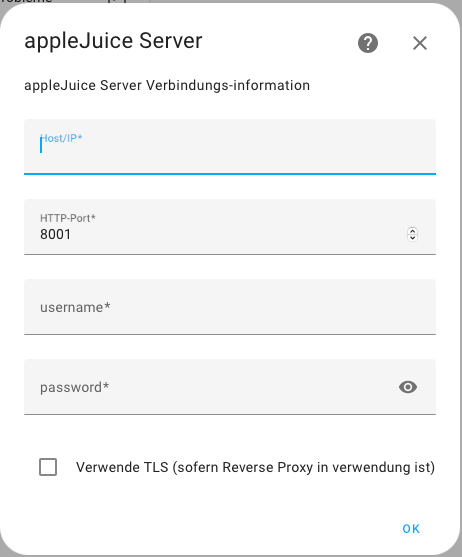 appleJuice Server
appleJuice Server Verbindungs-information
Host/IP*
HTTP-Port*
8001
username*
password*
Verwende TLS (sofern Reverse Proxy in verwendung ist)
OK